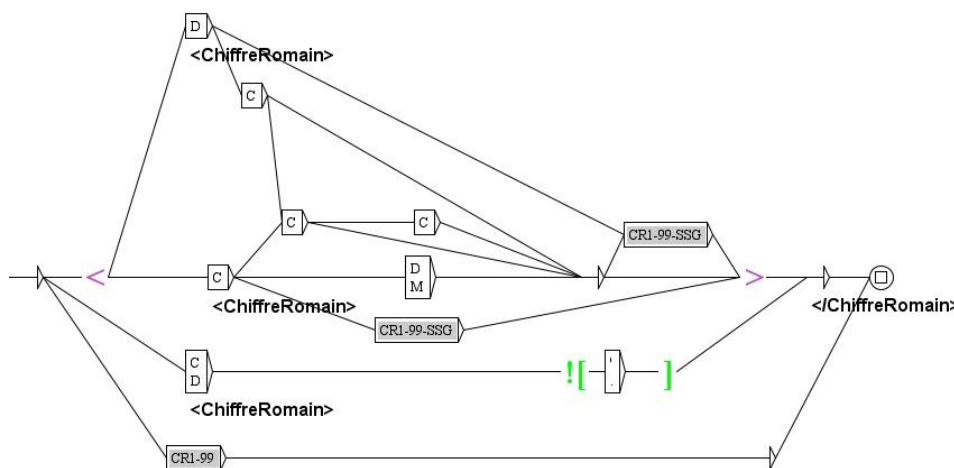 D
<ChiffreRomain>
C
C
C
CR1-99-SSG
<
C
D
M
>
<ChiffreRomain>
</ChiffreRomain>
CR1-99-SSG
C
D
![
'
.
]
<ChiffreRomain>
CR1-99